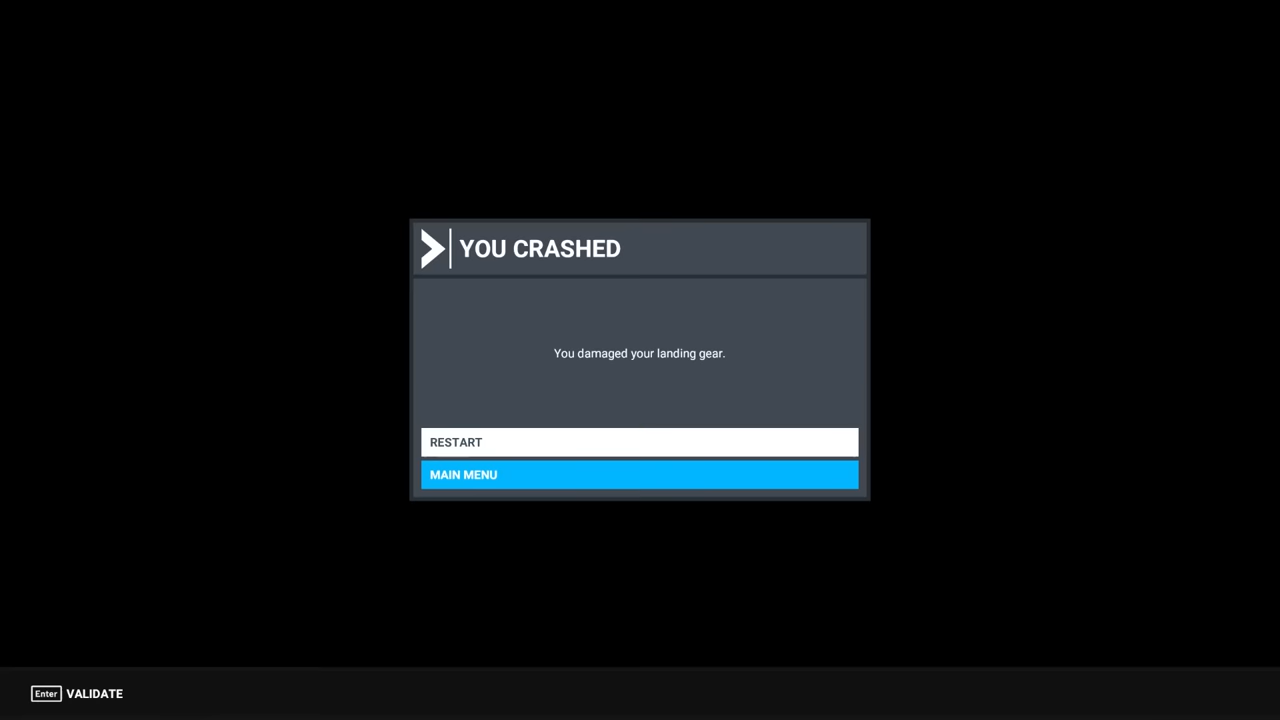 YOU CRASHED
You damaged your landing gear.
RESTART
MAIN MENU
Enter VALIDATE